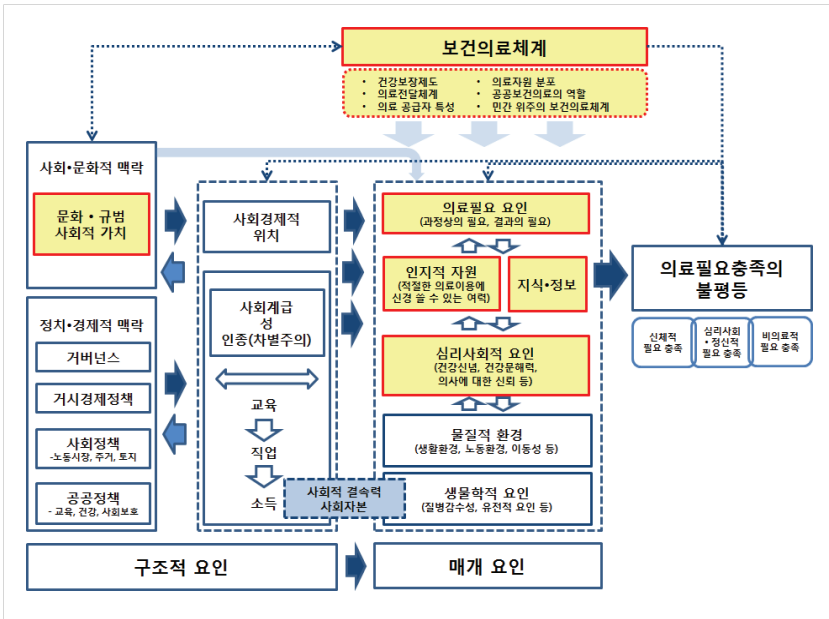 보건의료체계
• 건강보장제도
• 의료전달체계
• 의료 공급자 특성
• 의료자원 분포
• 공공보건의료의 역할
• 민간 위주의 보건의료체계
사회•문화적 맥락
문화 • 규범
사회적 가치
정치•경제적 맥락
거버넌스
거시경제정책
사회정책
-노동시장, 주거, 토지
공공정책
- 교육, 건강, 사회보호
사회경제적
위치
사회계급
성
인종(차별주의)
교육
직업
소득
사회적 결속력
사회자본
의료필요 요인
(과정상의 필요, 결과의 필요)
인지적 자원
(적절한 의료이용에
신경 쓸 수 있는 여력)
지식•정보
심리사회적 요인
(건강신념, 건강문해력,
의사에 대한 신뢰 등)
물질적 환경
(생활환경, 노동환경, 이동성 등)
생물학적 요인
(질병감수성, 유전적 요인 등)
의료필요충족의
불평등
신체적
필요 충족
심리사회
• 정신적
필요 충족
비의료적
필요 충족
구조적 요인
매개 요인